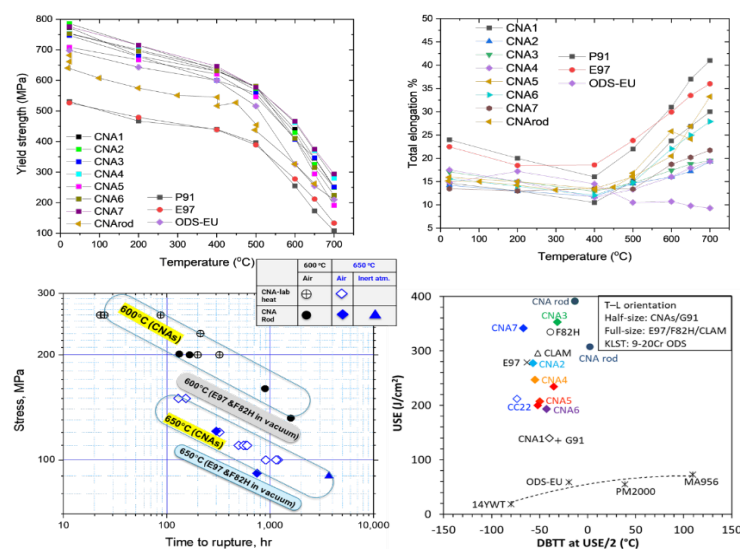 800
700
600
500
400
300
200
100
Yield strength (MPa)
CNA1
CNA2
CNA3
CNA4
CNA5
CNA6
CNA7
CNArod
P91
E97
ODS-EU
0
100
200
300
400
500
600
700
Temperature (°C)
50
45
40
35
30
25
20
15
10
5
0
Total elongation %
CNA1
CNA2
CNA3
CNA4
CNA5
CNA6
CNA7
CNArod
P91
E97
ODS-EU
0
100
200
300
400
500
600
700
Temperature (°C)
600 °C
650 °C
Air
Air
Inert atm.
CNA-lab heat
CNA Rod
300
200
100
Stress, MPa
600°C (CNAs)
600°C (E97 &F82H in vacuum)
650°C (CNAs)
650°C (E97 &F82H in vacuum)
10
100
1,000
10,000
Time to rupture, hr
400
300
200
100
0
USE (J/cm²)
CNA rod
T–L orientation
Half-size: CNAs/G91
Full-size: E97/F82H/CLAM
KLST: 9-20Cr ODS
CNA7
CNA3
F82H
CNA rod
CLAM
E97
CNA2
CNA4
CC22
CNA5
CNA6
CNA1
G91
ODS-EU
MA956
PM2000
14YWT
-150
-100
-50
0
50
100
150
DBTT at USE/2 (°C)